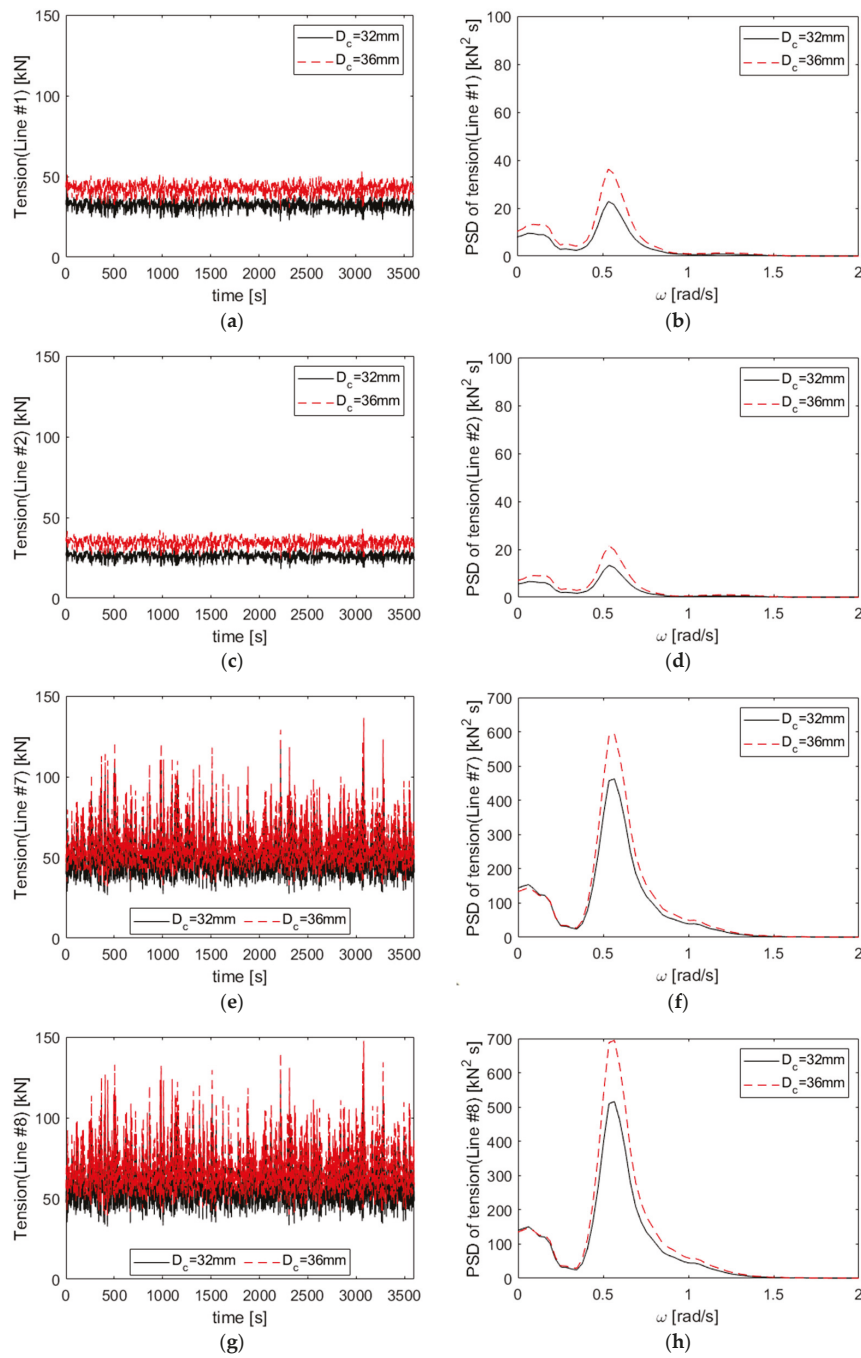 150
100
50
0
Tension(Line #1) [kN]
D_c=32mm
D_c=36mm
0 500 1000 1500 2000 2500 3000 3500
time [s]
(a)
100
80
60
40
20
0
PSD of tension(Line #1) [kN² s]
D_c=32mm
D_c=36mm
0 0.5 1 1.5 2
ω [rad/s]
(b)
150
100
50
0
Tension(Line #2) [kN]
D_c=32mm
D_c=36mm
0 500 1000 1500 2000 2500 3000 3500
time [s]
(c)
100
80
60
40
20
0
PSD of tension(Line #2) [kN² s]
D_c=32mm
D_c=36mm
0 0.5 1 1.5 2
ω [rad/s]
(d)
150
100
50
0
Tension(Line #7) [kN]
D_c=32mm D_c=36mm
0 500 1000 1500 2000 2500 3000 3500
time [s]
(e)
700
600
500
400
300
200
100
0
PSD of tension(Line #7) [kN² s]
D_c=32mm
D_c=36mm
0 0.5 1 1.5 2
ω [rad/s]
(f)
150
100
50
0
Tension(Line #8) [kN]
D_c=32mm D_c=36mm
0 500 1000 1500 2000 2500 3000 3500
time [s]
(g)
700
600
500
400
300
200
100
0
PSD of tension(Line #8) [kN² s]
D_c=32mm
D_c=36mm
0 0.5 1 1.5 2
ω [rad/s]
(h)